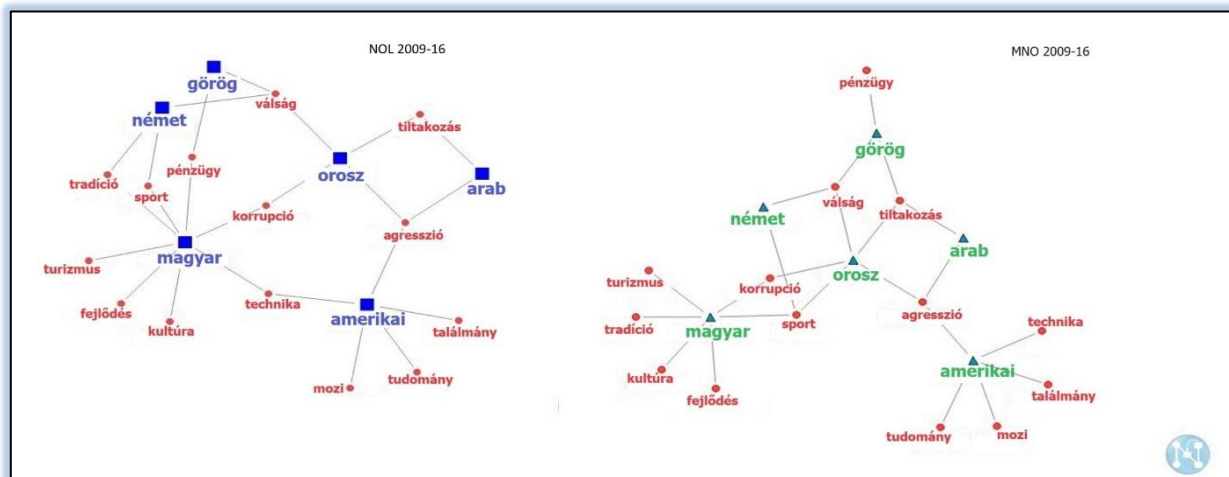 NOL 2009-16
görög
válság
német
tiltakozás
pénzügy
orosz
tradíció
sport
arab
korrupció
agresszió
magyar
turizmus
technika
fejlődés
amerikai
kultúra
találmány
tudomány
mozi
MNO 2009-16
pénzügy
görög
válság
tiltakozás
német
arab
orosz
turizmus
korrupció
agresszió
tradíció
magyar
sport
technika
amerikai
kultúra
fejlődés
találmány
tudomány
mozi